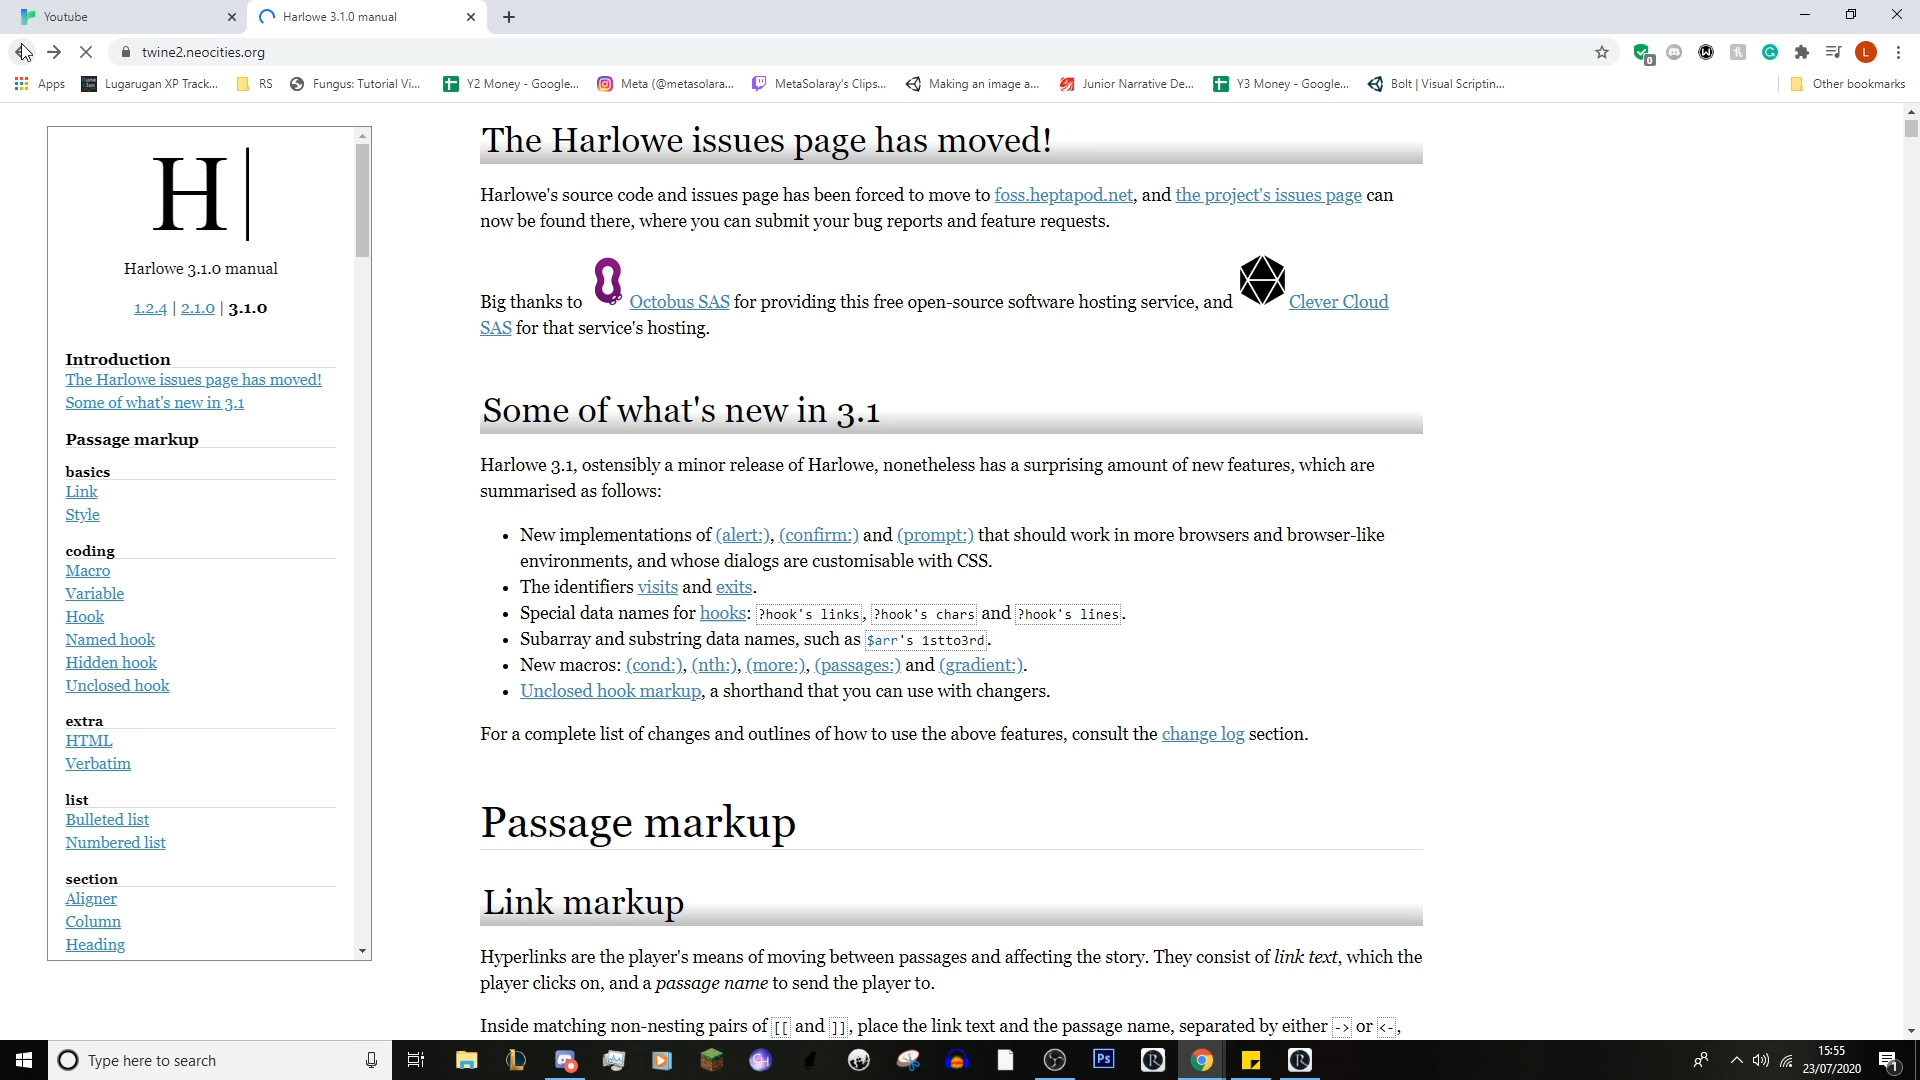 Youtube
Harlowe 3.1.0 manual
twine2.neocities.org
Apps
Lugarugan XP Track...
RS
Fungus: Tutorial Vi...
Y2 Money - Google...
Meta (@metasolara...
MetaSolaray's Clips...
Making an image a...
Junior Narrative De...
Y3 Money - Google...
Bolt | Visual Scriptin...
Other bookmarks
H
Harlowe 3.1.0 manual
1.2.4 | 2.1.0 | 3.1.0
Introduction
The Harlowe issues page has moved!
Some of what's new in 3.1
Passage markup
basics
Link
Style
coding
Macro
Variable
Hook
Named hook
Hidden hook
Unclosed hook
extra
HTML
Verbatim
list
Bulleted list
Numbered list
section
Aligner
Column
Heading
The Harlowe issues page has moved!
Harlowe's source code and issues page has been forced to move to foss.heptapod.net, and the project's issues page can
now be found there, where you can submit your bug reports and feature requests.
Big thanks to Octobus SAS for providing this free open-source software hosting service, and Clever Cloud
SAS for that service's hosting.
Some of what's new in 3.1
Harlowe 3.1, ostensibly a minor release of Harlowe, nonetheless has a surprising amount of new features, which are
summarised as follows:
• New implementations of (alert:), (confirm:) and (prompt:) that should work in more browsers and browser-like
environments, and whose dialogs are customisable with CSS.
• The identifiers visits and exits.
• Special data names for hooks: ?hook's links, ?hook's chars and ?hook's lines.
• Subarray and substring data names, such as $arr's 1stto3rd.
• New macros: (cond:), (nth:), (more:), (passages:) and (gradient:).
• Unclosed hook markup, a shorthand that you can use with changers.
For a complete list of changes and outlines of how to use the above features, consult the change log section.
Passage markup
Link markup
Hyperlinks are the player's means of moving between passages and affecting the story. They consist of link text, which the
player clicks on, and a passage name to send the player to.
Inside matching non-nesting pairs of [[ and ]], place the link text and the passage name, separated by either -> or <-,
Type here to search
Ps
15:55
23/07/2020
1